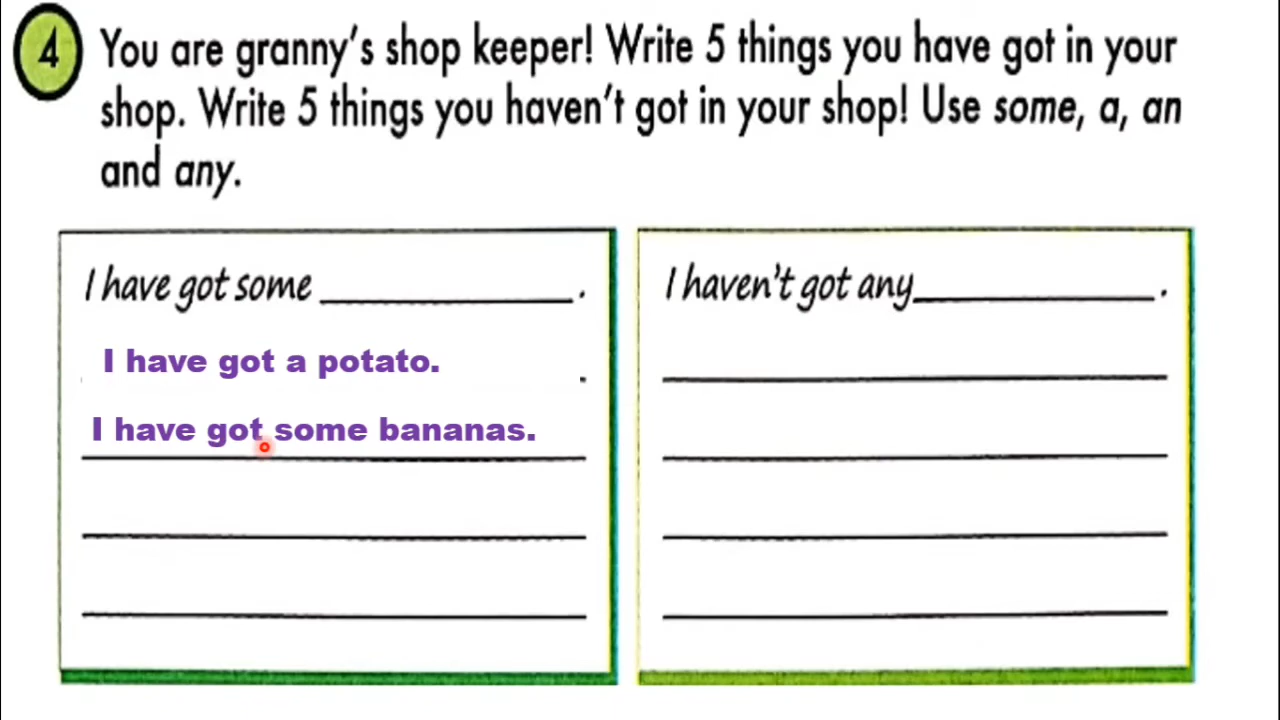 4 You are granny's shop keeper! Write 5 things you have got in your
shop. Write 5 things you haven't got in your shop! Use some, a, an
and any.
I have got some ____________.
I have got a potato.
I have got some bananas.
I haven't got any____________.